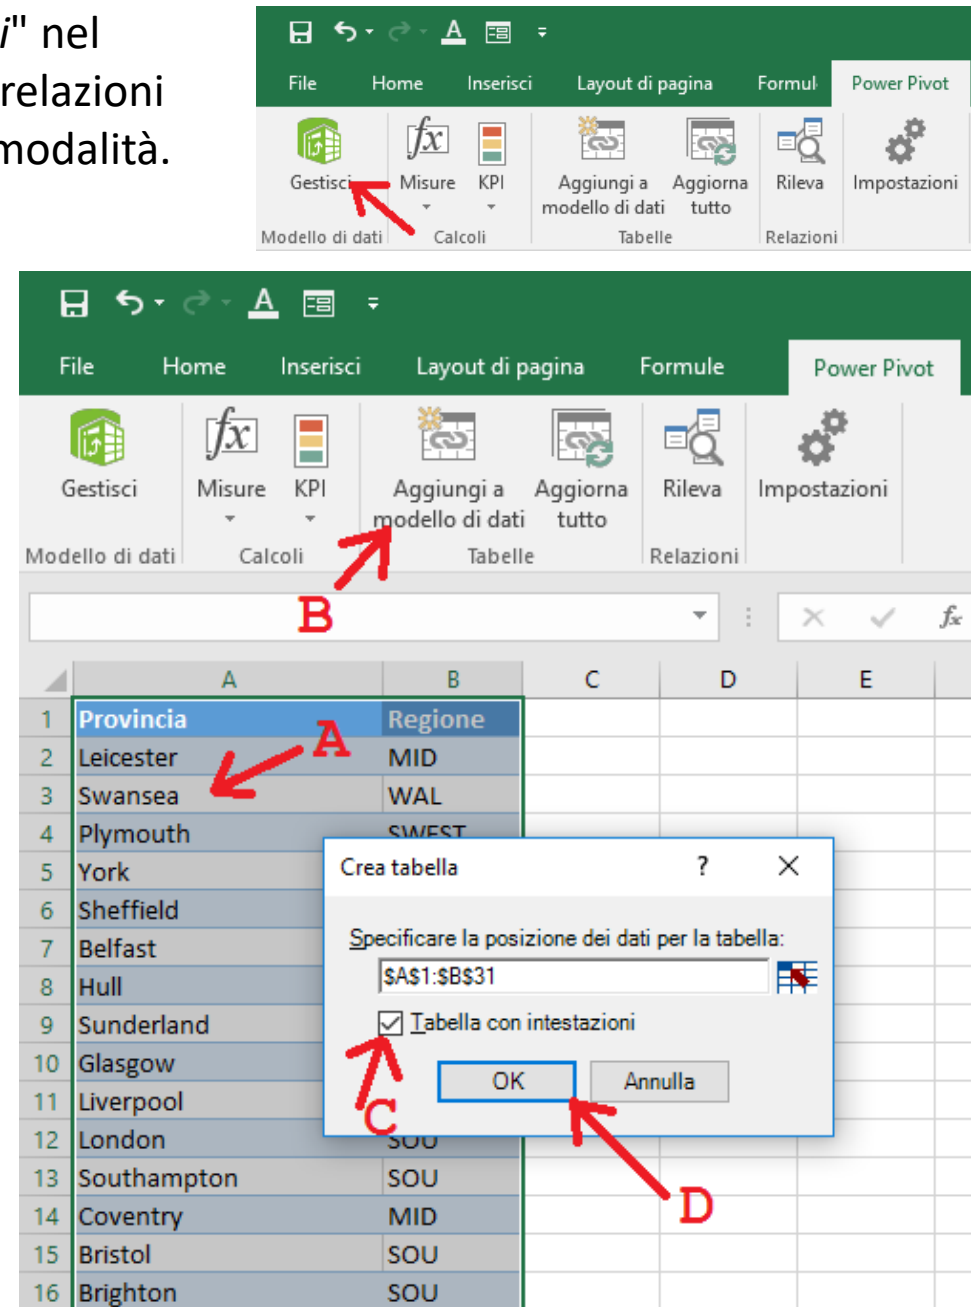 i" nel
relazioni
modalità.
File Home Inserisci Layout di pagina Formul Power Pivot
Gestisci Misure KPI Aggiungi a Aggiorna Rileva Impostazioni
modello di dati tutto
Modello di dati Calcoli Tabelle Relazioni
File Home Inserisci Layout di pagina Formule Power Pivot
Gestisci Misure KPI Aggiungi a Aggiorna Rileva Impostazioni
modello di dati tutto
Modello di dati Calcoli Tabelle Relazioni
B
fx
A B C D E
1 Provincia Regione
A
2 Leicester MID
3 Swansea WAL
4 Plymouth SWEST
5 York
6 Sheffield
7 Belfast
8 Hull
9 Sunderland
10 Glasgow
11 Liverpool
12 London SOU
13 Southampton SOU
14 Coventry MID
15 Bristol SOU
16 Brighton SOU
Crea tabella ? X
Specificare la posizione dei dati per la tabella:
$A$1:$B$31
Tabella con intestazioni
OK Annulla
C
D